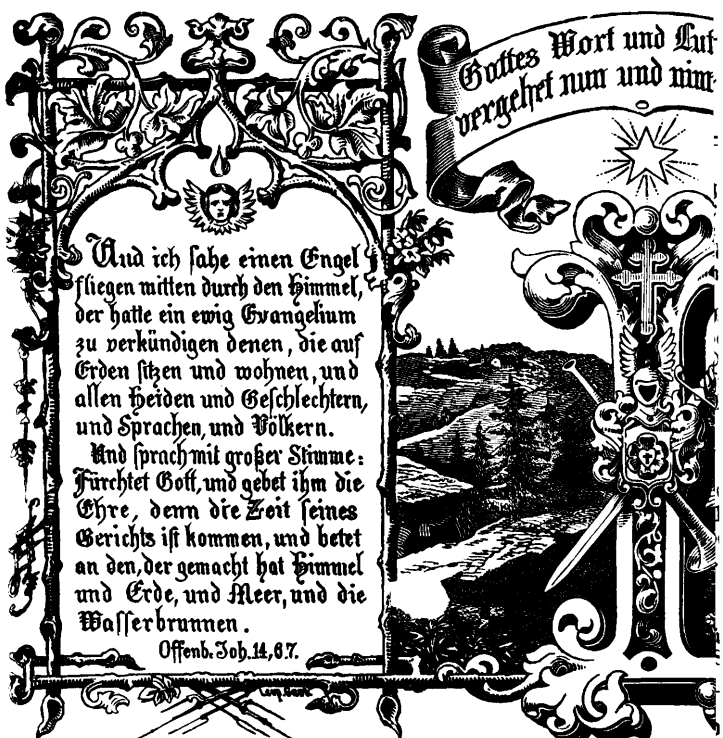 Gottes Wort und Lut
vergehet nun und nim
Und ich sahe einen Engel
fliegen mitten durch den Himmel,
der hatte ein ewig Evangelium
zu verkündigen denen, die auf
Erden sitzen und wohnen, und
allen Heiden und Geschlechtern,
und Sprachen, und Völkern.
Und sprach mit großer Stimme:
Fürchtet Gott, und gebet ihm die
Ehre, denn die Zeit seines
Gerichts ist kommen, und betet
an den, der gemacht hat Himmel
und Erde, und Meer, und die
Wasserbrunnen.
Offenb. Joh. 14,6 7.